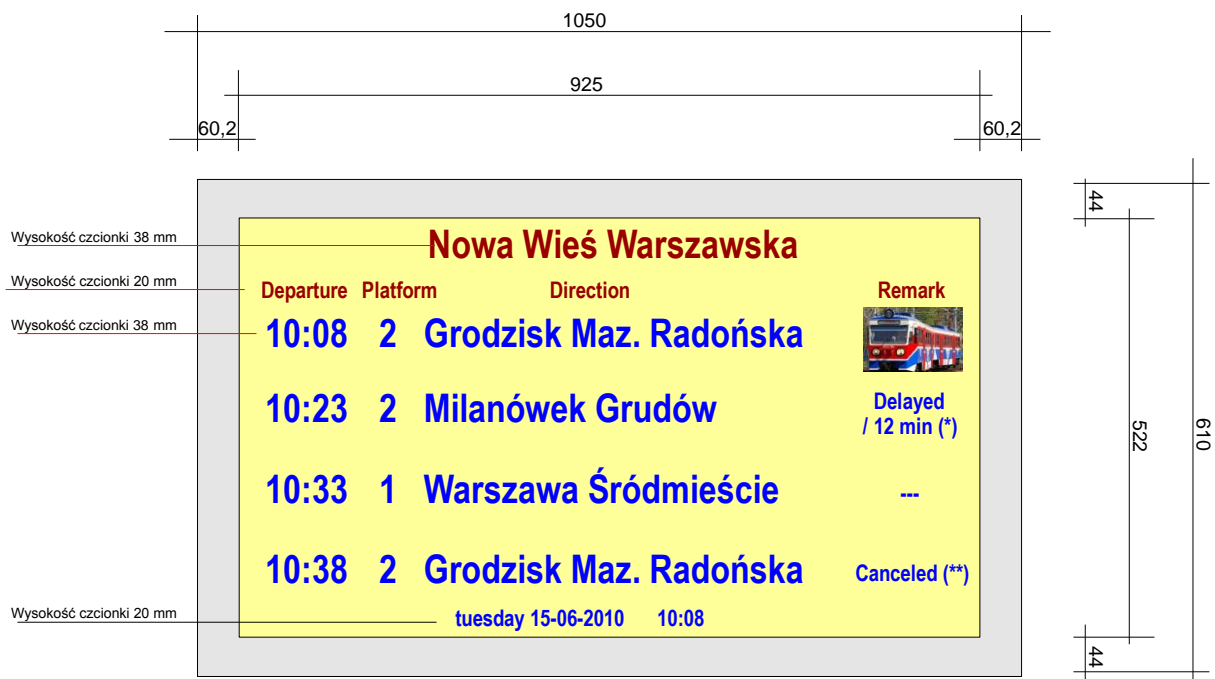 1050
925
60,2 60,2
44
Wysokość czcionki 38 mm
Nowa Wieś Warszawska
Wysokość czcionki 20 mm
Departure Platform Direction Remark
Wysokość czcionki 38 mm
10:08 2 Grodzisk Maz. Radońska
10:23 2 Milanówek Grudów Delayed
/ 12 min (*)
522
610
10:33 1 Warszawa Śródmieście ---
10:38 2 Grodzisk Maz. Radońska Canceled (**)
Wysokość czcionki 20 mm
tuesday 15-06-2010 10:08
44